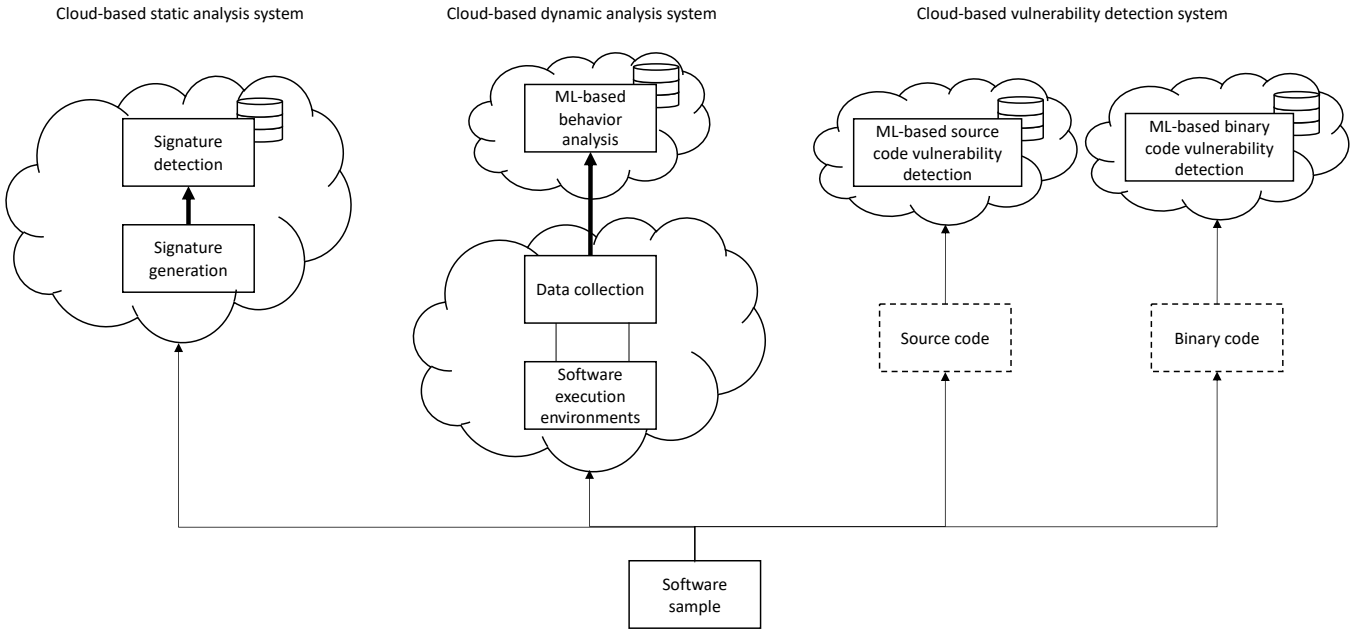 Cloud-based static analysis system
Cloud-based dynamic analysis system
Cloud-based vulnerability detection system
Signature
detection
Signature
generation
ML-based
behavior
analysis
Data collection
Software
execution
environments
ML-based source
code vulnerability
detection
ML-based binary
code vulnerability
detection
Source code
Binary code
Software
sample